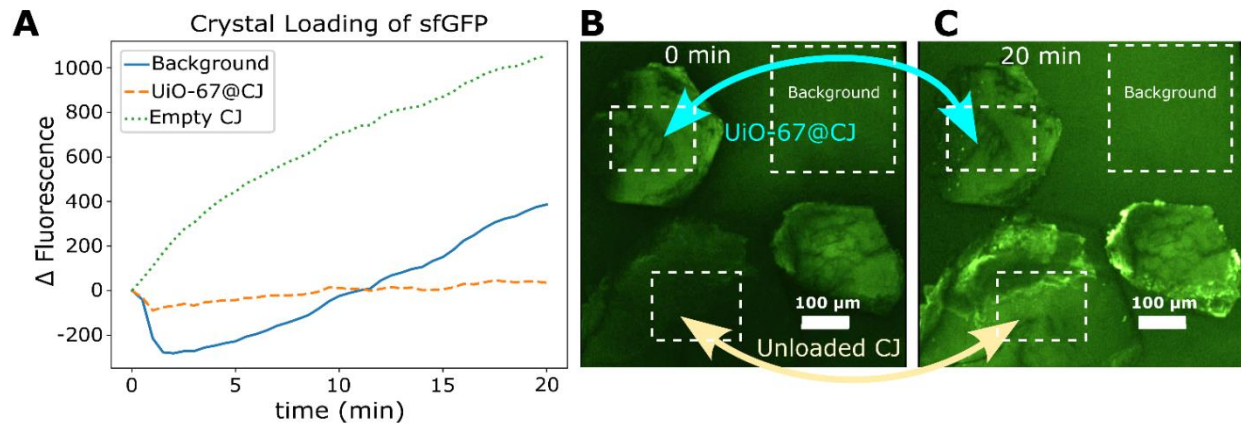 A
Crystal Loading of sfGFP
Background
UiO-67@CJ
Empty CJ
1000
800
600
400
200
0
-200
Δ Fluorescence
0
5
10
15
20
time (min)
B
0 min
Background
UiO-67@CJ
100 μm
Unloaded CJ
C
20 min
Background
100 μm